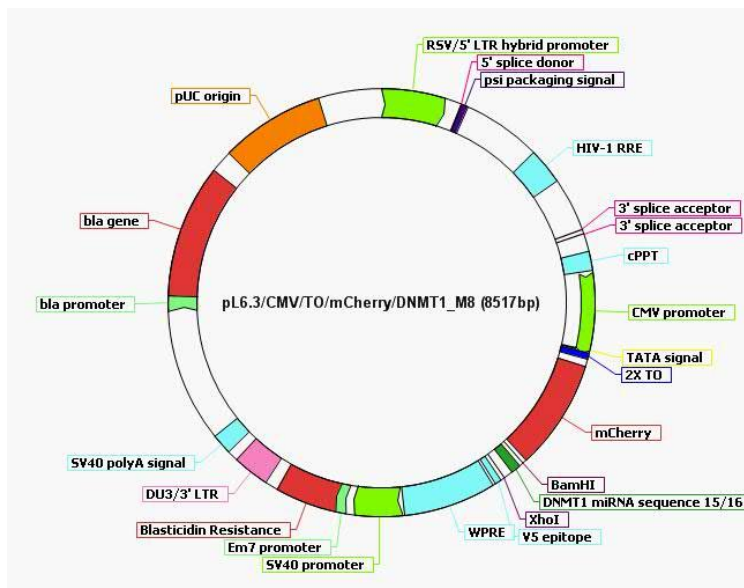 RSV/5' LTR hybrid promoter
5' splice donor
psi packaging signal
pUC origin
HIV-1 RRE
3' splice acceptor
3' splice acceptor
bla gene
cPPT
pL6.3/CMV/TO/mCherry/DNMT1_M8 (8517bp)
bla promoter
CMV promoter
TATA signal
2X TO
mCherry
SV40 polyA signal
BamHI
DU3/3' LTR
DNMT1 miRNA sequence 15/16
XhoI
Blasticidin Resistance
WPRE
V5 epitope
Em7 promoter
SV40 promoter